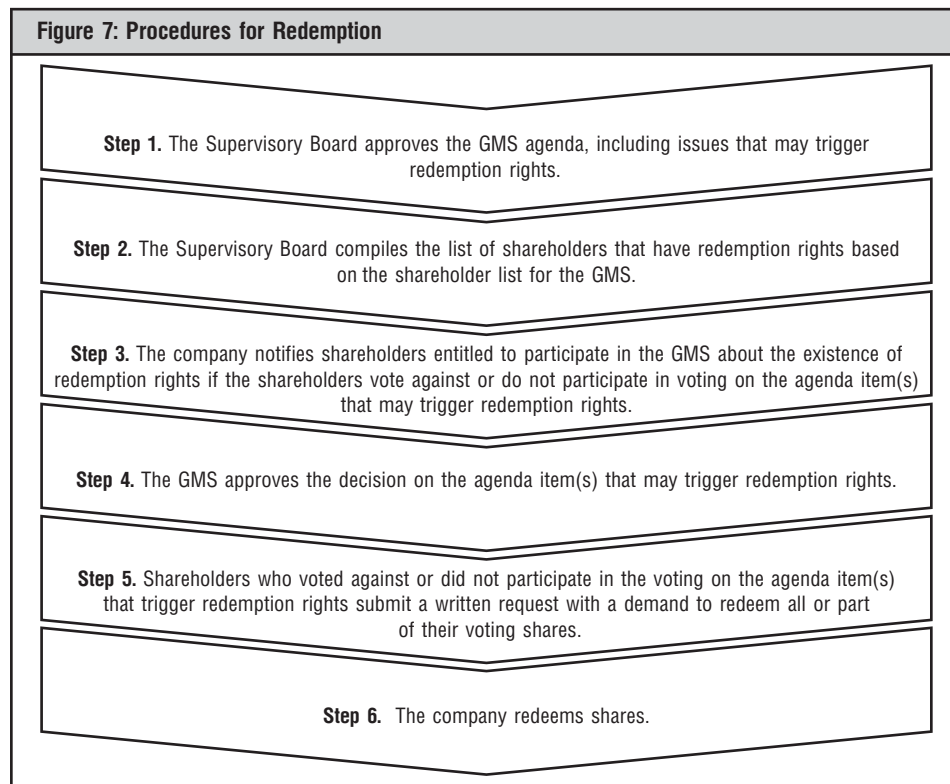 Figure 7: Procedures for Redemption
Step 1. The Supervisory Board approves the GMS agenda, including issues that may trigger
redemption rights.
Step 2. The Supervisory Board compiles the list of shareholders that have redemption rights based
on the shareholder list for the GMS.
Step 3. The company notifies shareholders entitled to participate in the GMS about the existence of
redemption rights if the shareholders vote against or do not participate in voting on the agenda item(s)
that may trigger redemption rights.
Step 4. The GMS approves the decision on the agenda item(s) that may trigger redemption rights.
Step 5. Shareholders who voted against or did not participate in the voting on the agenda item(s)
that trigger redemption rights submit a written request with a demand to redeem all or part
of their voting shares.
Step 6. The company redeems shares.